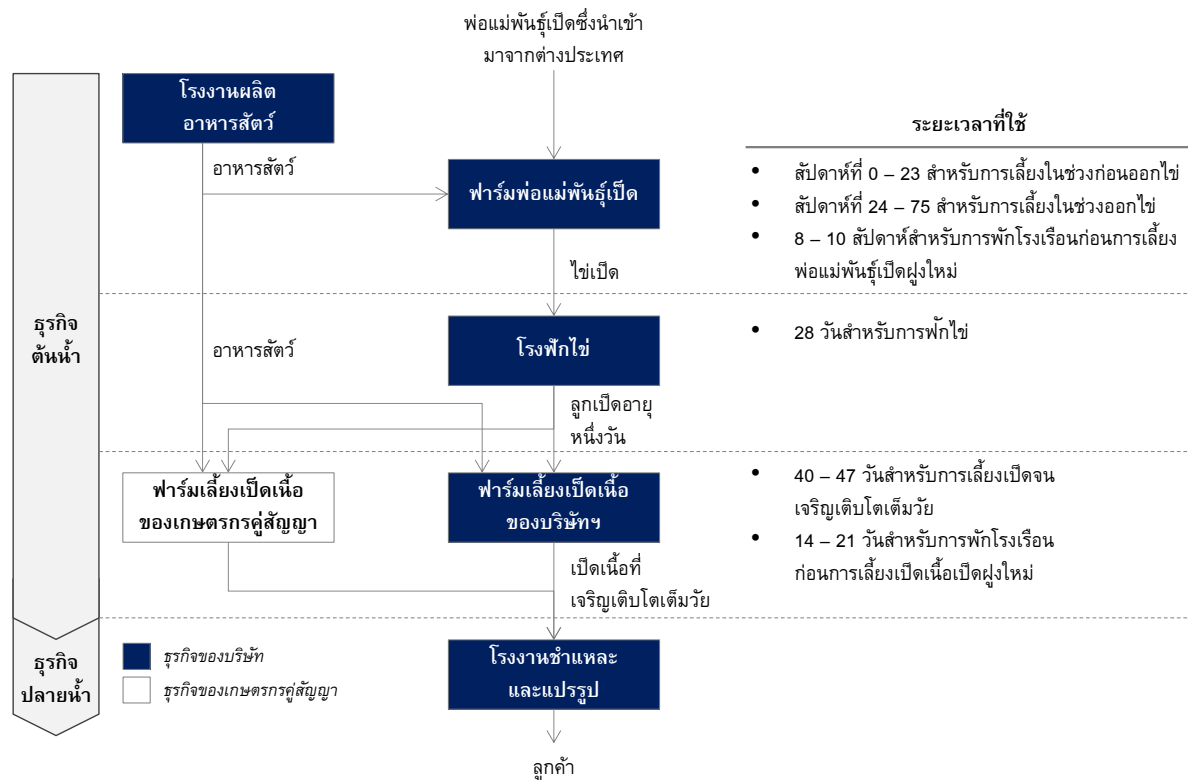 พ่อแม่พันธุ์เป็ดซึ่งนำเข้า
มาจากต่างประเทศ
โรงงานผลิต
อาหารสัตว์
ระยะเวลาที่ใช้
อาหารสัตว์
ฟาร์มพ่อแม่พันธุ์เป็ด
• สัปดาห์ที่ 0 – 23 สำหรับการเลี้ยงในช่วงก่อนออกไข่
• สัปดาห์ที่ 24 – 75 สำหรับการเลี้ยงในช่วงออกไข่
• 8 – 10 สัปดาห์สำหรับการพักโรงเรือนก่อนการเลี้ยง
พ่อแม่พันธุ์เป็ดฝูงใหม่
ไข่เป็ด
ธุรกิจ
ต้นน้ำ
อาหารสัตว์
โรงฟักไข่
• 28 วันสำหรับการฟักไข่
ลูกเป็ดอายุ
หนึ่งวัน
ฟาร์มเลี้ยงเป็ดเนื้อ
ของเกษตรกรคู่สัญญา
ฟาร์มเลี้ยงเป็ดเนื้อ
ของบริษัทฯ
• 40 – 47 วันสำหรับการเลี้ยงเป็ดจน
เจริญเติบโตเต็มวัย
• 14 – 21 วันสำหรับการพักโรงเรือน
ก่อนการเลี้ยงเป็ดเนื้อเป็ดฝูงใหม่
เป็ดเนื้อที่
เจริญเติบโตเต็มวัย
ธุรกิจ
ปลายน้ำ
ธุรกิจของบริษัท
ธุรกิจของเกษตรกรคู่สัญญา
โรงงานชำแหละ
และแปรรูป
ลูกค้า